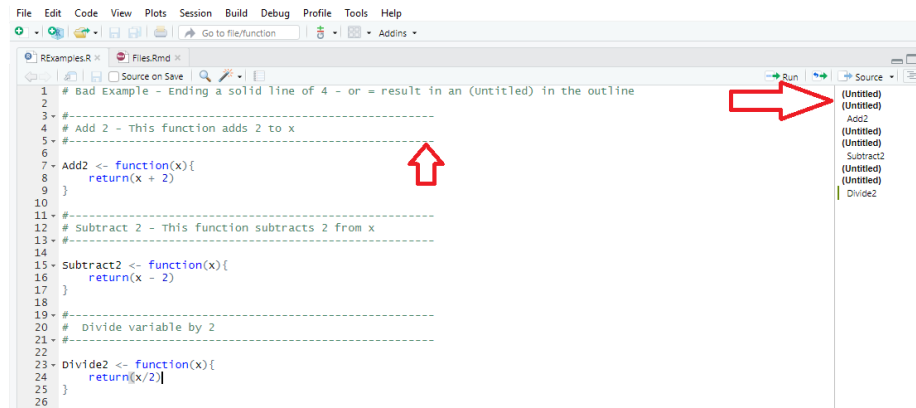 File Edit Code View Plots Session Build Debug Profile Tools Help
Go to file/function Addins
RExamples.R × Files.Rmd ×
Source on Save Run Source
1 # Bad Example - Ending a solid line of 4 - or = result in an (Untitled) in the outline
2
3 #-------------------------------------------------------
4 # Add 2 - This function adds 2 to x
5 #-------------------------------------------------------
6
7 Add2 <- function(x){
8 return(x + 2)
9 }
10
11 #-------------------------------------------------------
12 # Subtract 2 - This function subtracts 2 from x
13 #-------------------------------------------------------
14
15 Subtract2 <- function(x){
16 return(x - 2)
17 }
18
19 #-------------------------------------------------------
20 #  Divide variable by 2
21 #-------------------------------------------------------
22
23 Divide2 <- function(x){
24 return(x/2)
25 }
26
(Untitled)
(Untitled)
Add2
(Untitled)
(Untitled)
Subtract2
(Untitled)
(Untitled)
Divide2